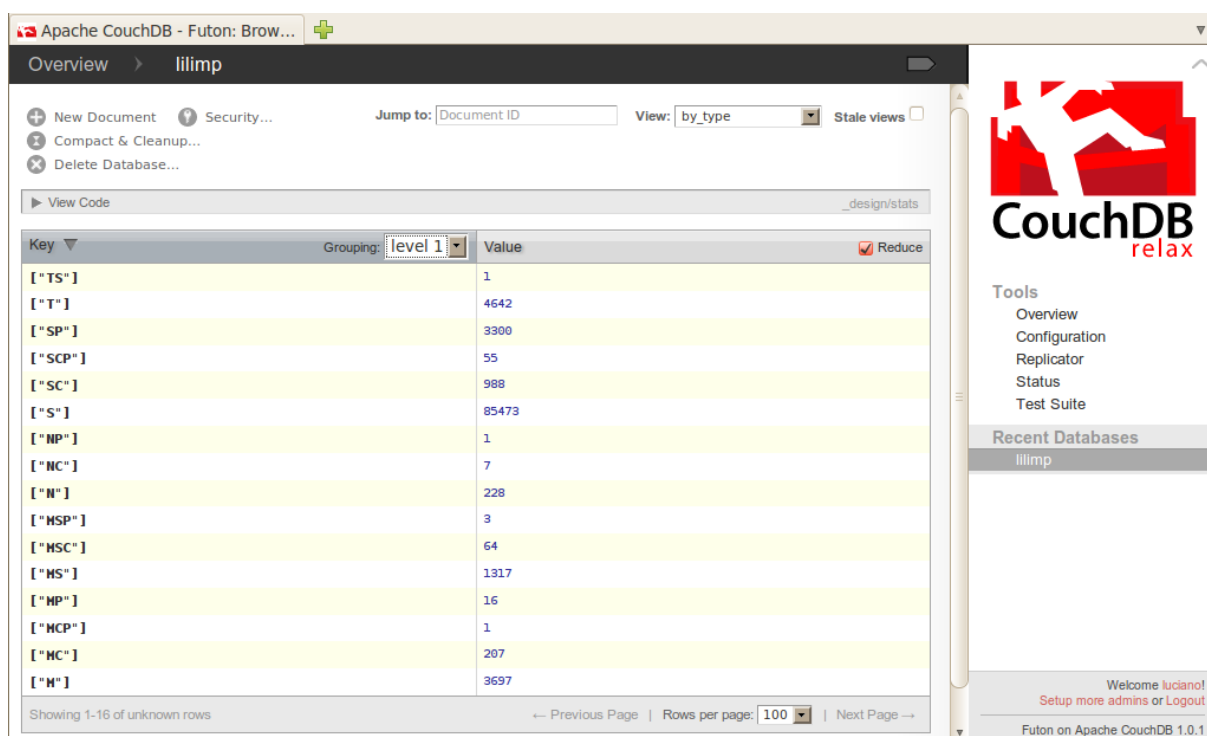 Apache CouchDB - Futon: Brow...
Overview lilimp
New Document Security...
Compact & Cleanup...
Delete Database...
Jump to: Document ID
View: by_type
Stale views
View Code
_design/stats
Key Grouping: level 1 Value Reduce
["TS"] 1
["T"] 4642
["SP"] 3300
["SCP"] 55
["SC"] 988
["S"] 85473
["NP"] 1
["NC"] 7
["N"] 228
["MSP"] 3
["MSC"] 64
["MS"] 1317
["MP"] 16
["MCP"] 1
["MC"] 207
["M"] 3697
Showing 1-16 of unknown rows ← Previous Page | Rows per page: 100 | Next Page →
CouchDB
relax
Tools
Overview
Configuration
Replicator
Status
Test Suite
Recent Databases
lilimp
Welcome luciano!
Setup more admins or Logout
Futon on Apache CouchDB 1.0.1